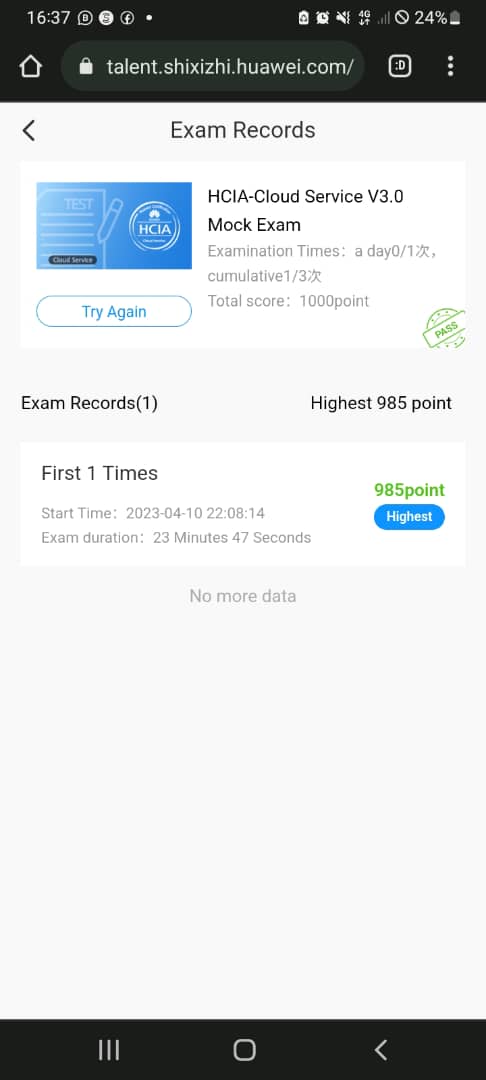 16:37
4G
24%
talent.shixizhi.huawei.com/
:D
Exam Records
TEST
HCIA
Cloud Service
HCIA-Cloud Service V3.0
Mock Exam
Examination Times：a day0/1次，
cumulative1/3次
Total score：1000point
Try Again
PASS
Exam Records(1)
Highest 985 point
First 1 Times
985point
Start Time：2023-04-10 22:08:14
Highest
Exam duration：23 Minutes 47 Seconds
No more data